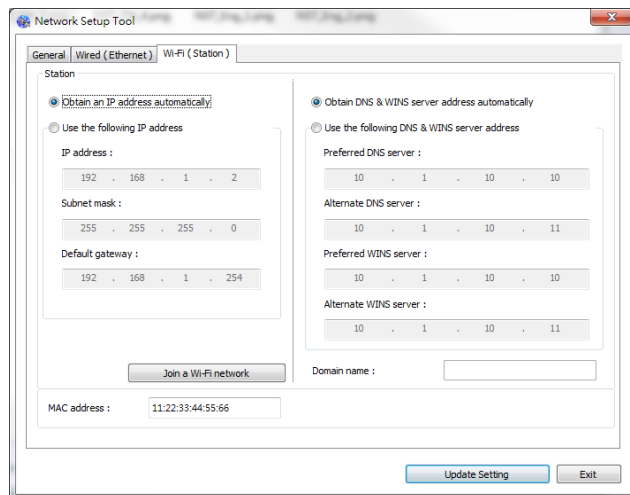 Network Setup Tool
General
Wired ( Ethernet )
Wi-Fi ( Station )
Station
Obtain an IP address automatically
Use the following IP address
IP address :
192 . 168 . 1 . 2
Subnet mask :
255 . 255 . 255 . 0
Default gateway :
192 . 168 . 1 . 254
Join a Wi-Fi network
Obtain DNS & WINS server address automatically
Use the following DNS & WINS server address
Preferred DNS server :
10 . 1 . 10 . 10
Alternate DNS server :
10 . 1 . 10 . 11
Preferred WINS server :
10 . 1 . 10 . 10
Alternate WINS server :
10 . 1 . 10 . 11
Domain name :
MAC address : 11:22:33:44:55:66
Update Setting
Exit